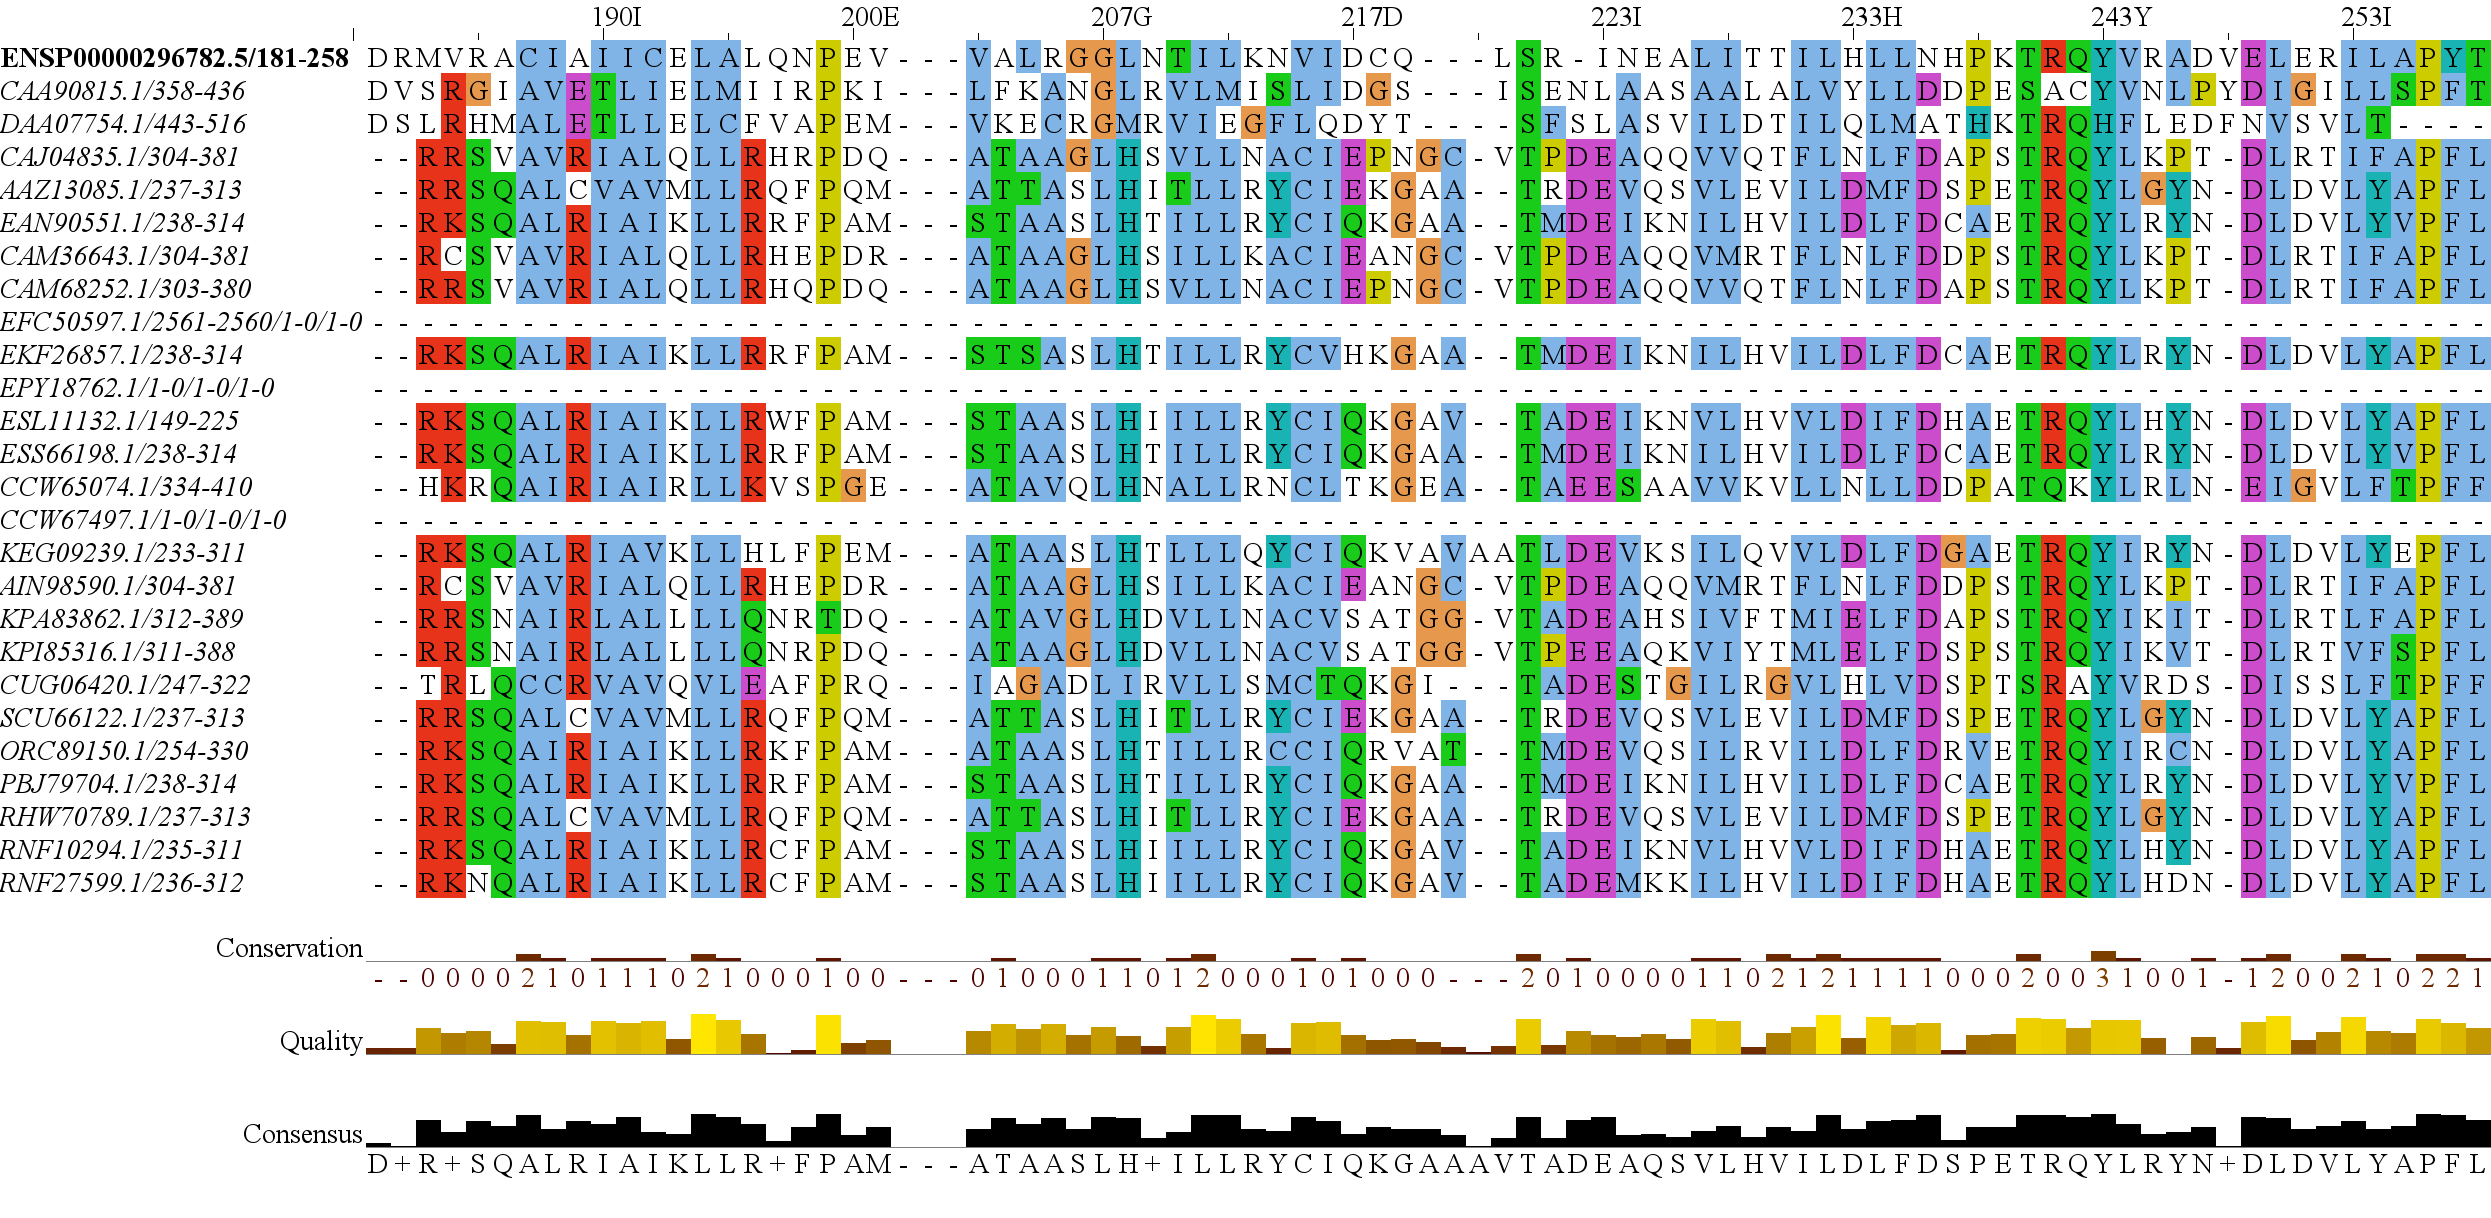 190I 200E 207G 217D 223I 233H 243Y 253I
ENSP00000296782.5/181-258 DRMVRACIAIICELALQNPEV---VALRGGLNTILKNVIDCQ---LSR-INEALITTILHLLNHPKTRQYVRADVELERILAPYT
CAA90815.1/358-436 DVSRGIAVETLIELMIIRPKI---LFKANGLRVLMISLIDGS---ISENLAASAALALVYLLDDPESACYVNLPYDIGILLSPFT
DAA07754.1/443-516 DSLRHMALETLLELCFVAPEM---VKECRGMRVIEGFLQDYT----SFSLASVILDTILQLMATHKTRQHFLEDFNVSVLT----
CAJ04835.1/304-381 --RRSVAVRIALQLLRHRPDQ---ATAAGLHSVLLNACIEPNGC-VTPDEAQQVVQTFLNLFDAPSTRQYLKPT-DLRTIFAPFL
AAZ13085.1/237-313 --RRSQALCVAVMLLRQFPQM---ATTASLHITLLRYCIEKGAA--TRDEVQSVLEVILDMFDSPETRQYLGYN-DLDVLYAPFL
EAN90551.1/238-314 --RKSQALRIAIKLLRRFPAM---STAASLHTILLRYCIQKGAA--TMDEIKNILHVILDLFDCAETRQYLRYN-DLDVLYVPFL
CAM36643.1/304-381 --RCSVAVRIALQLLRHEPDR---ATAAGLHSILLKACIEANGC-VTPDEAQQVMRTFLNLFDDPSTRQYLKPT-DLRTIFAPFL
CAM68252.1/303-380 --RRSVAVRIALQLLRHQPDQ---ATAAGLHSVLLNACIEPNGC-VTPDEAQQVVQTFLNLFDAPSTRQYLKPT-DLRTIFAPFL
EFC50597.1/2561-2560/1-0/1-0 -------------------------------------------------------------------------------------
EKF26857.1/238-314 --RKSQALRIAIKLLRRFPAM---STSASLHTILLRYCVHKGAA--TMDEIKNILHVILDLFDCAETRQYLRYN-DLDVLYAPFL
EPY18762.1/1-0/1-0/1-0 -------------------------------------------------------------------------------------
ESL11132.1/149-225 --RKSQALRIAIKLLRWFPAM---STAASLHIILLRYCIQKGAV--TADEIKNVLHVVLDIFDHAETRQYLHYN-DLDVLYAPFL
ESS66198.1/238-314 --RKSQALRIAIKLLRRFPAM---STAASLHTILLRYCIQKGAA--TMDEIKNILHVILDLFDCAETRQYLRYN-DLDVLYVPFL
CCW65074.1/334-410 --HKRQAIRIAIRLLKVSPGE---ATAVQLHNALLRNCLTKGEA--TAEESAAVVKVLLNLLDDPATQKYLRLN-EIGVLFTPFF
CCW67497.1/1-0/1-0/1-0 -------------------------------------------------------------------------------------
KEG09239.1/233-311 --RKSQALRIAVKLLHLFPEM---ATAASLHTLLLQYCIQKVAVAATLDEVKSILQVVLDLFDGAETRQYIRYN-DLDVLYEPFL
AIN98590.1/304-381 --RCSVAVRIALQLLRHEPDR---ATAAGLHSILLKACIEANGC-VTPDEAQQVMRTFLNLFDDPSTRQYLKPT-DLRTIFAPFL
KPA83862.1/312-389 --RRSNAIRLALLLLQNRTDQ---ATAVGLHDVLLNACVSATGG-VTADEAHSIVFTMIELFDAPSTRQYIKIT-DLRTLFAPFL
KPI85316.1/311-388 --RRSNAIRLALLLLQNRPDQ---ATAAGLHDVLLNACVSATGG-VTPEEAQKVIYTMLELFDSPSTRQYIKVT-DLRTVFSPFL
CUG06420.1/247-322 --TRLQCCRVAVQVLEAFPRQ---IAGADLIRVLLSMCTQKGI---TADESTGILRGVLHLVDSPTSRAYVRDS-DISSLFTPFF
SCU66122.1/237-313 --RRSQALCVAVMLLRQFPQM---ATTASLHITLLRYCIEKGAA--TRDEVQSVLEVILDMFDSPETRQYLGYN-DLDVLYAPFL
ORC89150.1/254-330 --RKSQAIRIAIKLLRKFPAM---ATAASLHTILLRCCIQRVAT--TMDEVQSILRVILDLFDRVETRQYIRCN-DLDVLYAPFL
PBJ79704.1/238-314 --RKSQALRIAIKLLRRFPAM---STAASLHTILLRYCIQKGAA--TMDEIKNILHVILDLFDCAETRQYLRYN-DLDVLYVPFL
RHW70789.1/237-313 --RRSQALCVAVMLLRQFPQM---ATTASLHITLLRYCIEKGAA--TRDEVQSVLEVILDMFDSPETRQYLGYN-DLDVLYAPFL
RNF10294.1/235-311 --RKSQALRIAIKLLRCFPAM---STAASLHIILLRYCIQKGAV--TADEIKNVLHVVLDIFDHAETRQYLHYN-DLDVLYAPFL
RNF27599.1/236-312 --RKNQALRIAIKLLRCFPAM---STAASLHIILLRYCIQKGAV--TADEMKKILHVILDIFDHAETRQYLHDN-DLDVLYAPFL
Conservation
--0000210111021000100---0100011012000101000---2010000110212111100020031001-1200210221
Quality
Consensus
D+R+SQALRIAIKLLR+FPAM---ATAASLH+ILLRYCIQKGAAAVTADEAQSVLHVILDLFDSPETRQYLRYN+DLDVLYAPFL